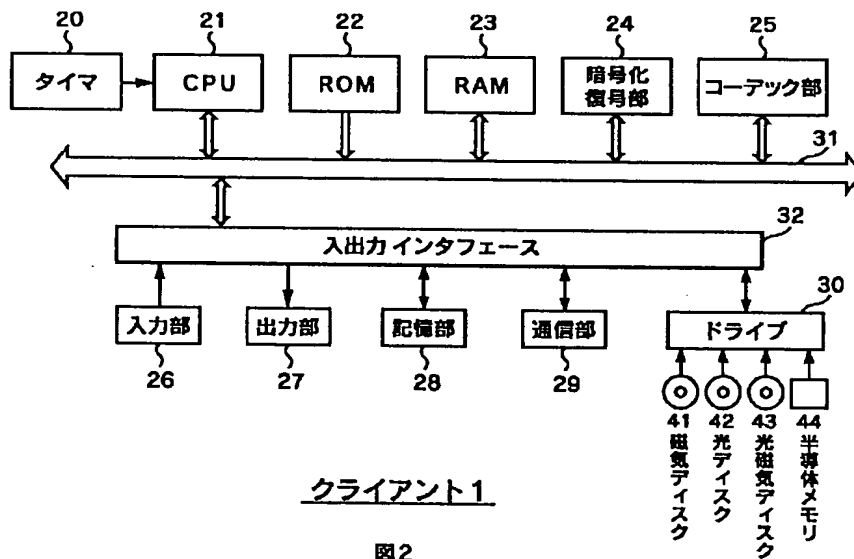 20
21
22
23
24
25
タイマ
CPU
ROM
RAM
暗号化
復号部
コーデック部
31
32
入出力 インタフェース
30
入力部
出力部
記憶部
通信部
ドライブ
26
27
28
29
41 磁気ディスク
42 光ディスク
43 光磁気ディスク
44 半導体メモリ
クライアント1
図2